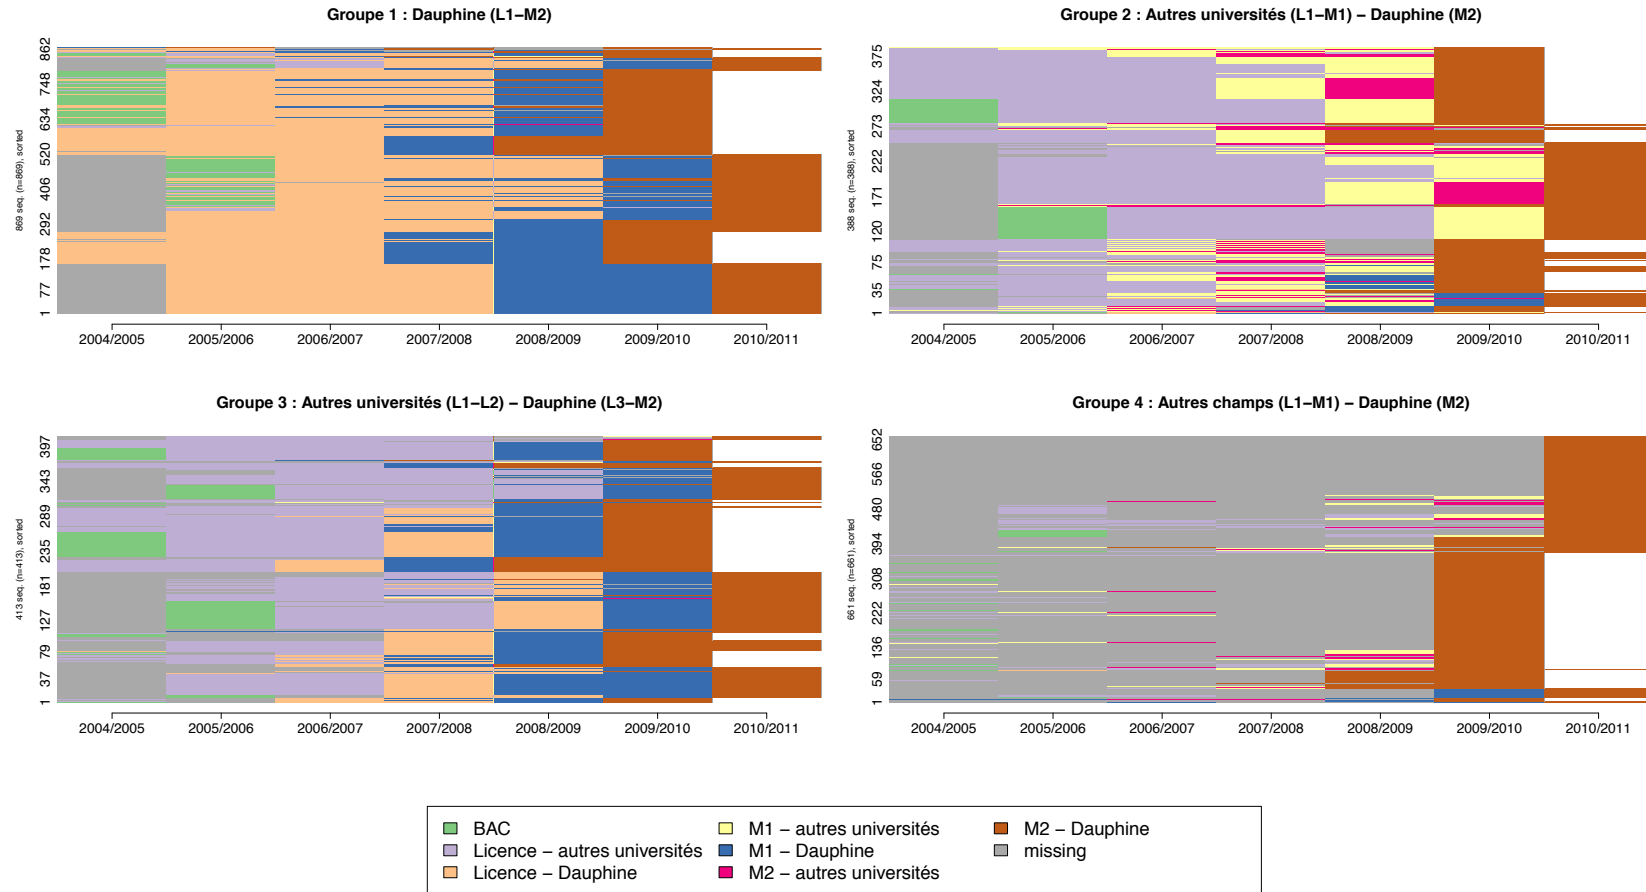 Groupe 1 : Dauphine (L1−M2)
869 seq. (n=869), sorted
862
748
634
520
406
292
178
77
1
2004/2005 2005/2006 2006/2007 2007/2008 2008/2009 2009/2010 2010/2011
Groupe 2 : Autres universités (L1−M1) − Dauphine (M2)
388 seq. (n=388), sorted
375
324
273
222
171
120
75
35
1
2004/2005 2005/2006 2006/2007 2007/2008 2008/2009 2009/2010 2010/2011
Groupe 3 : Autres universités (L1−L2) − Dauphine (L3−M2)
413 seq. (n=413), sorted
397
343
289
235
181
127
79
37
1
2004/2005 2005/2006 2006/2007 2007/2008 2008/2009 2009/2010 2010/2011
Groupe 4 : Autres champs (L1−M1) − Dauphine (M2)
661 seq. (n=661), sorted
652
566
480
394
308
222
136
59
1
2004/2005 2005/2006 2006/2007 2007/2008 2008/2009 2009/2010 2010/2011
BAC
Licence − autres universités
Licence − Dauphine
M1 − autres universités
M1 − Dauphine
M2 − autres universités
M2 − Dauphine
missing